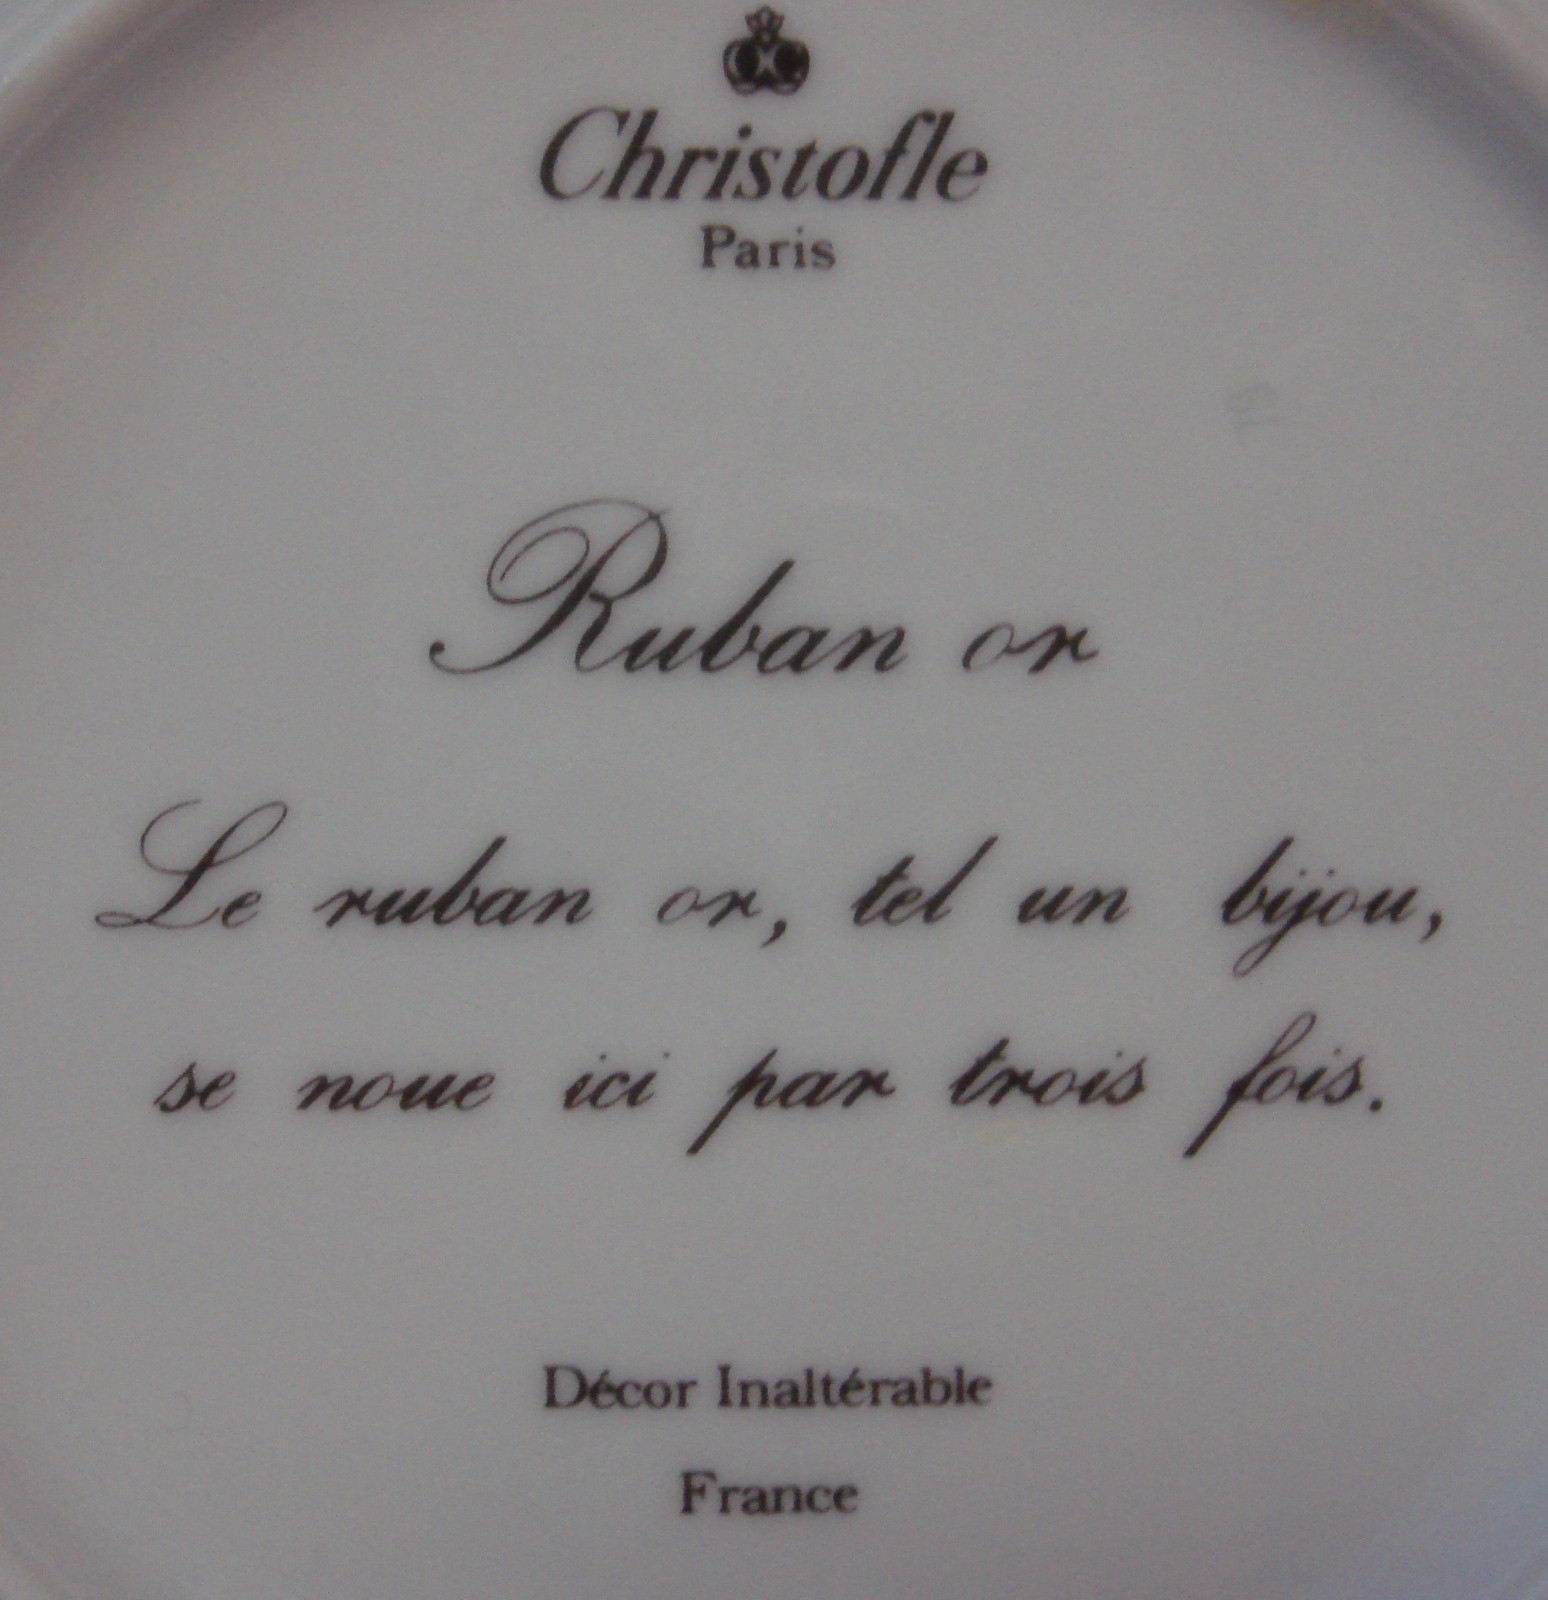 Christofle
Paris
Ruban or
Le ruban or, tel un bijou,
se noue ici par trois fois.
Décor Inaltérable
France